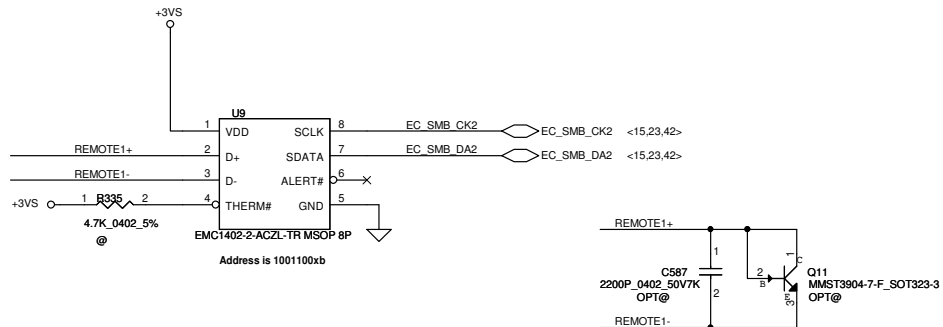 +3VS
U9
1 VDD SCLK 8 EC_SMB_CK2 EC_SMB_CK2 <15,23,42>
REMOTE1+ 2 D+ SDATA 7 EC_SMB_DA2 EC_SMB_DA2 <15,23,42>
REMOTE1- 3 D- ALERT# 6
+3VS 1 R335 2 4 THERM# GND 5
4.7K_0402_5%
@
EMC1402-2-ACZL-TR MSOP 8P
Address is 1001100xb
REMOTE1+
1 1 C
C587 2 B Q11
2200P_0402_50V7K MMST3904-7-F_SOT323-3
OPT@ 2 3 E OPT@
REMOTE1-